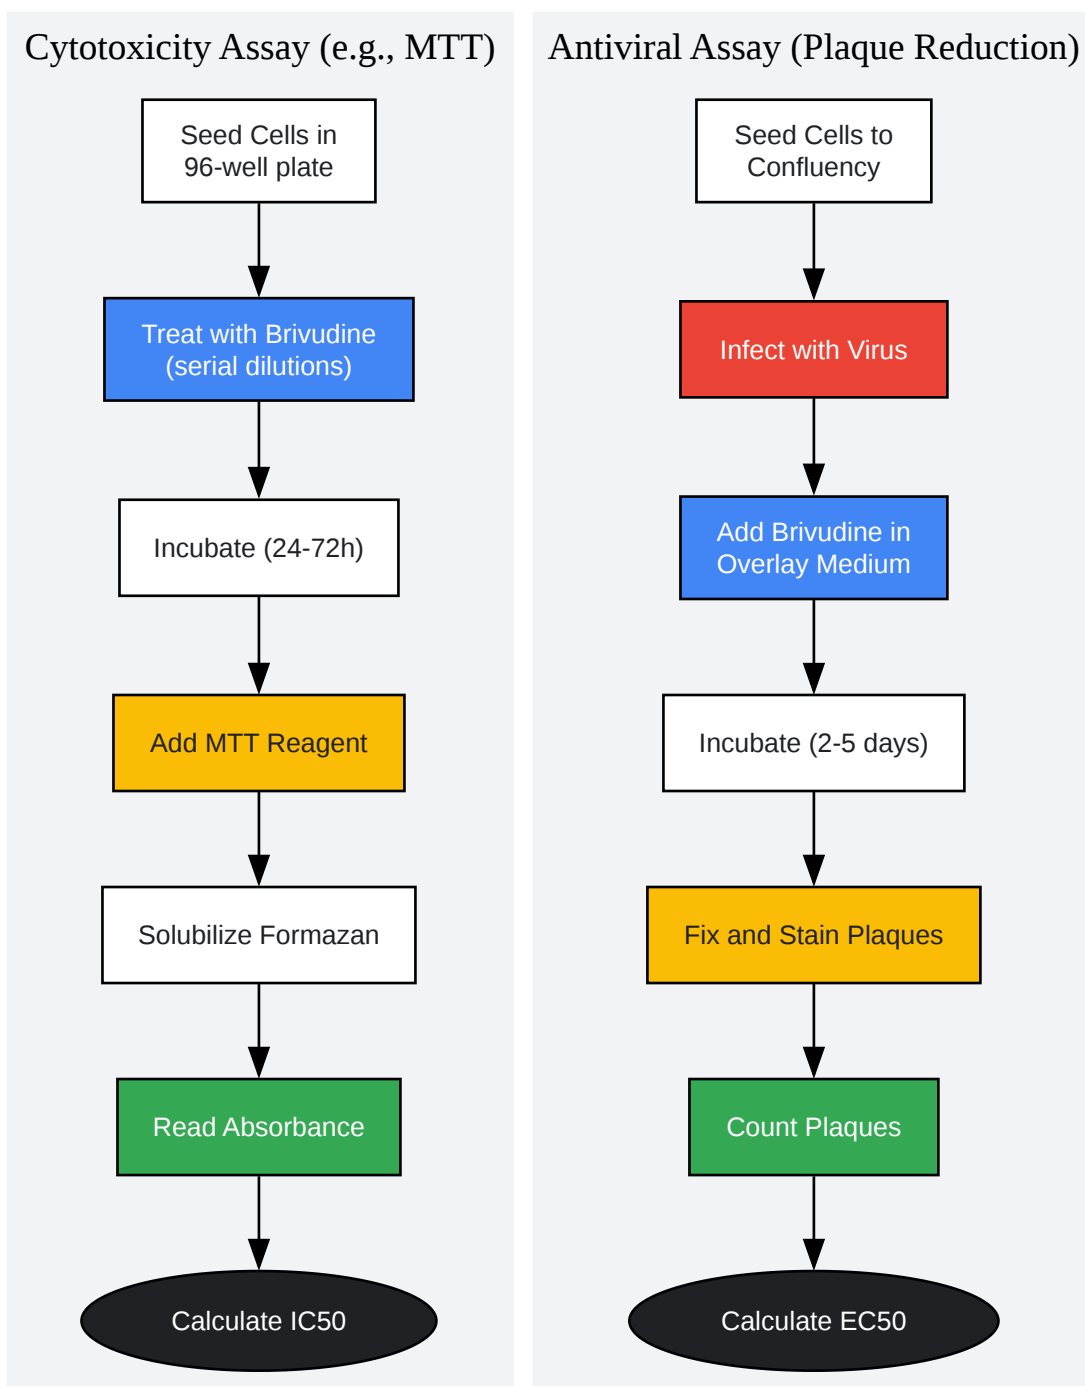 Cytotoxicity Assay (e.g., MTT)
Seed Cells in
96-well plate
Treat with Brivudine
(serial dilutions)
Incubate (24-72h)
Add MTT Reagent
Solubilize Formazan
Read Absorbance
Calculate IC50
Antiviral Assay (Plaque Reduction)
Seed Cells to
Confluency
Infect with Virus
Add Brivudine in
Overlay Medium
Incubate (2-5 days)
Fix and Stain Plaques
Count Plaques
Calculate EC50